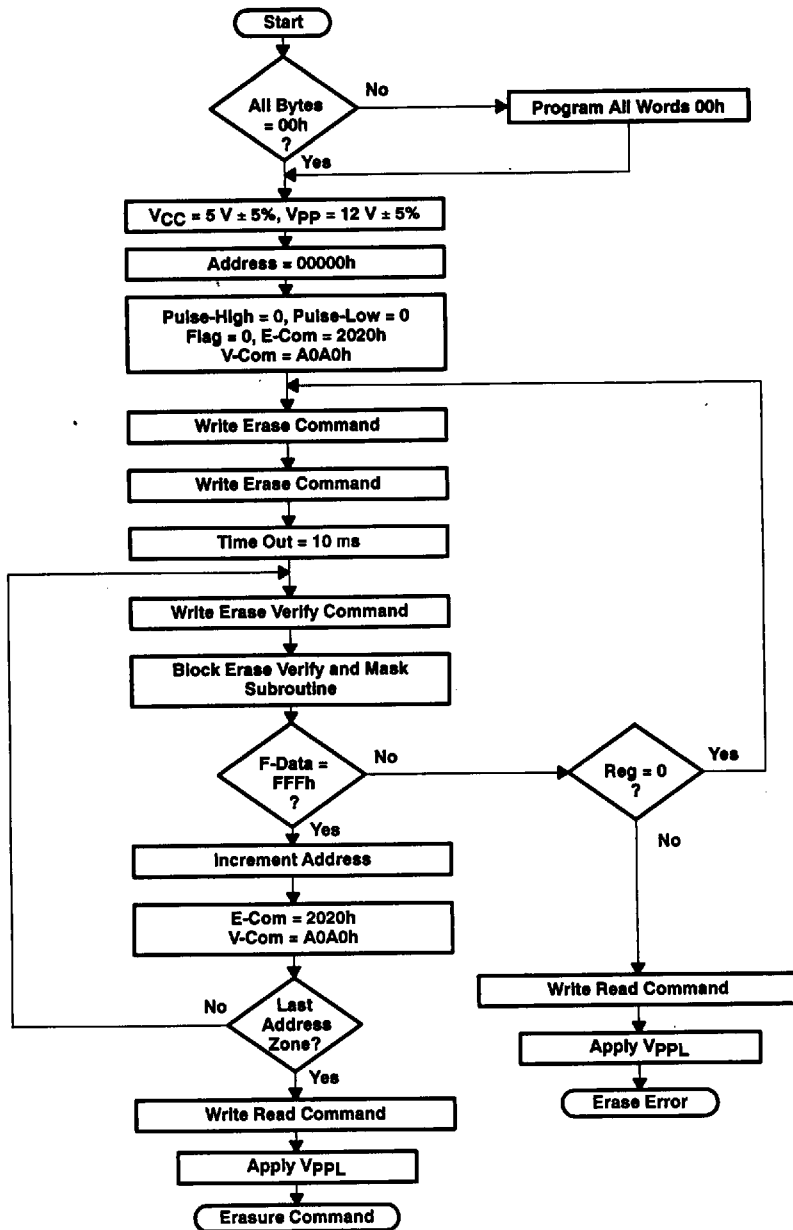 Start
All Bytes
= 00h
?
No
Program All Words 00h
Yes
VCC = 5 V ± 5%, VPP = 12 V ± 5%
Address = 00000h
Pulse-High = 0, Pulse-Low = 0
Flag = 0, E-Com = 2020h
V-Com = A0A0h
Write Erase Command
Write Erase Command
Time Out = 10 ms
Write Erase Verify Command
Block Erase Verify and Mask
Subroutine
F-Data =
FFFh
?
No
Reg = 0
?
Yes
Yes
No
Increment Address
E-Com = 2020h
V-Com = A0A0h
No
Last
Address
Zone?
Yes
Write Read Command
Apply VPPL
Erase Error
Write Read Command
Apply VPPL
Erasure Command